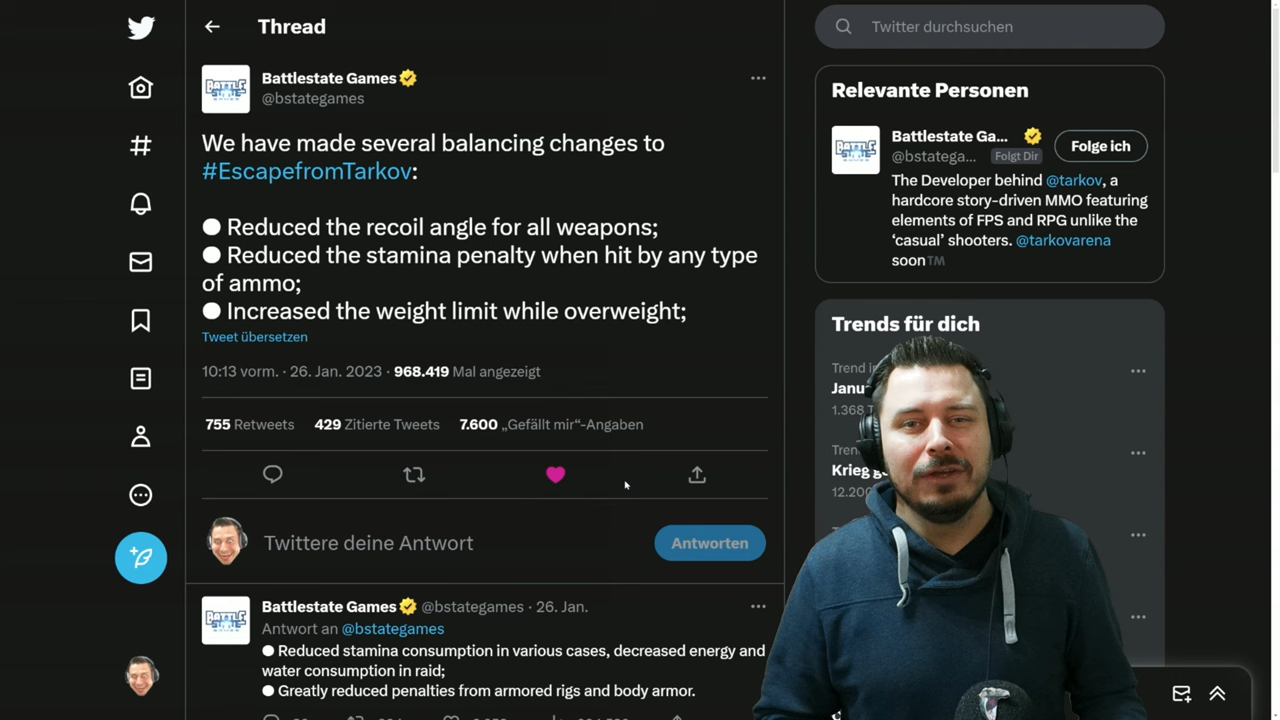 Thread
Battlestate Games
@bstategames
We have made several balancing changes to
#EscapefromTarkov:
● Reduced the recoil angle for all weapons;
● Reduced the stamina penalty when hit by any type
of ammo;
● Increased the weight limit while overweight;
Tweet übersetzen
10:13 vorm. · 26. Jan. 2023 · 968.419 Mal angezeigt
755 Retweets 429 Zitierte Tweets 7.600 „Gefällt mir“-Angaben
Twittere deine Antwort
Antworten
Battlestate Games @bstategames · 26. Jan.
Antwort an @bstategames
● Reduced stamina consumption in various cases, decreased energy and
water consumption in raid;
● Greatly reduced penalties from armored rigs and body armor.
Twitter durchsuchen
Relevante Personen
Battlestate Ga...
@bstatega... Folgt Dir
Folge ich
The Developer behind @tarkov, a
hardcore story-driven MMO featuring
elements of FPS and RPG unlike the
‘casual’ shooters. @tarkovarena
soon™️
Trends für dich
Trend
1.368
Krieg
12.200